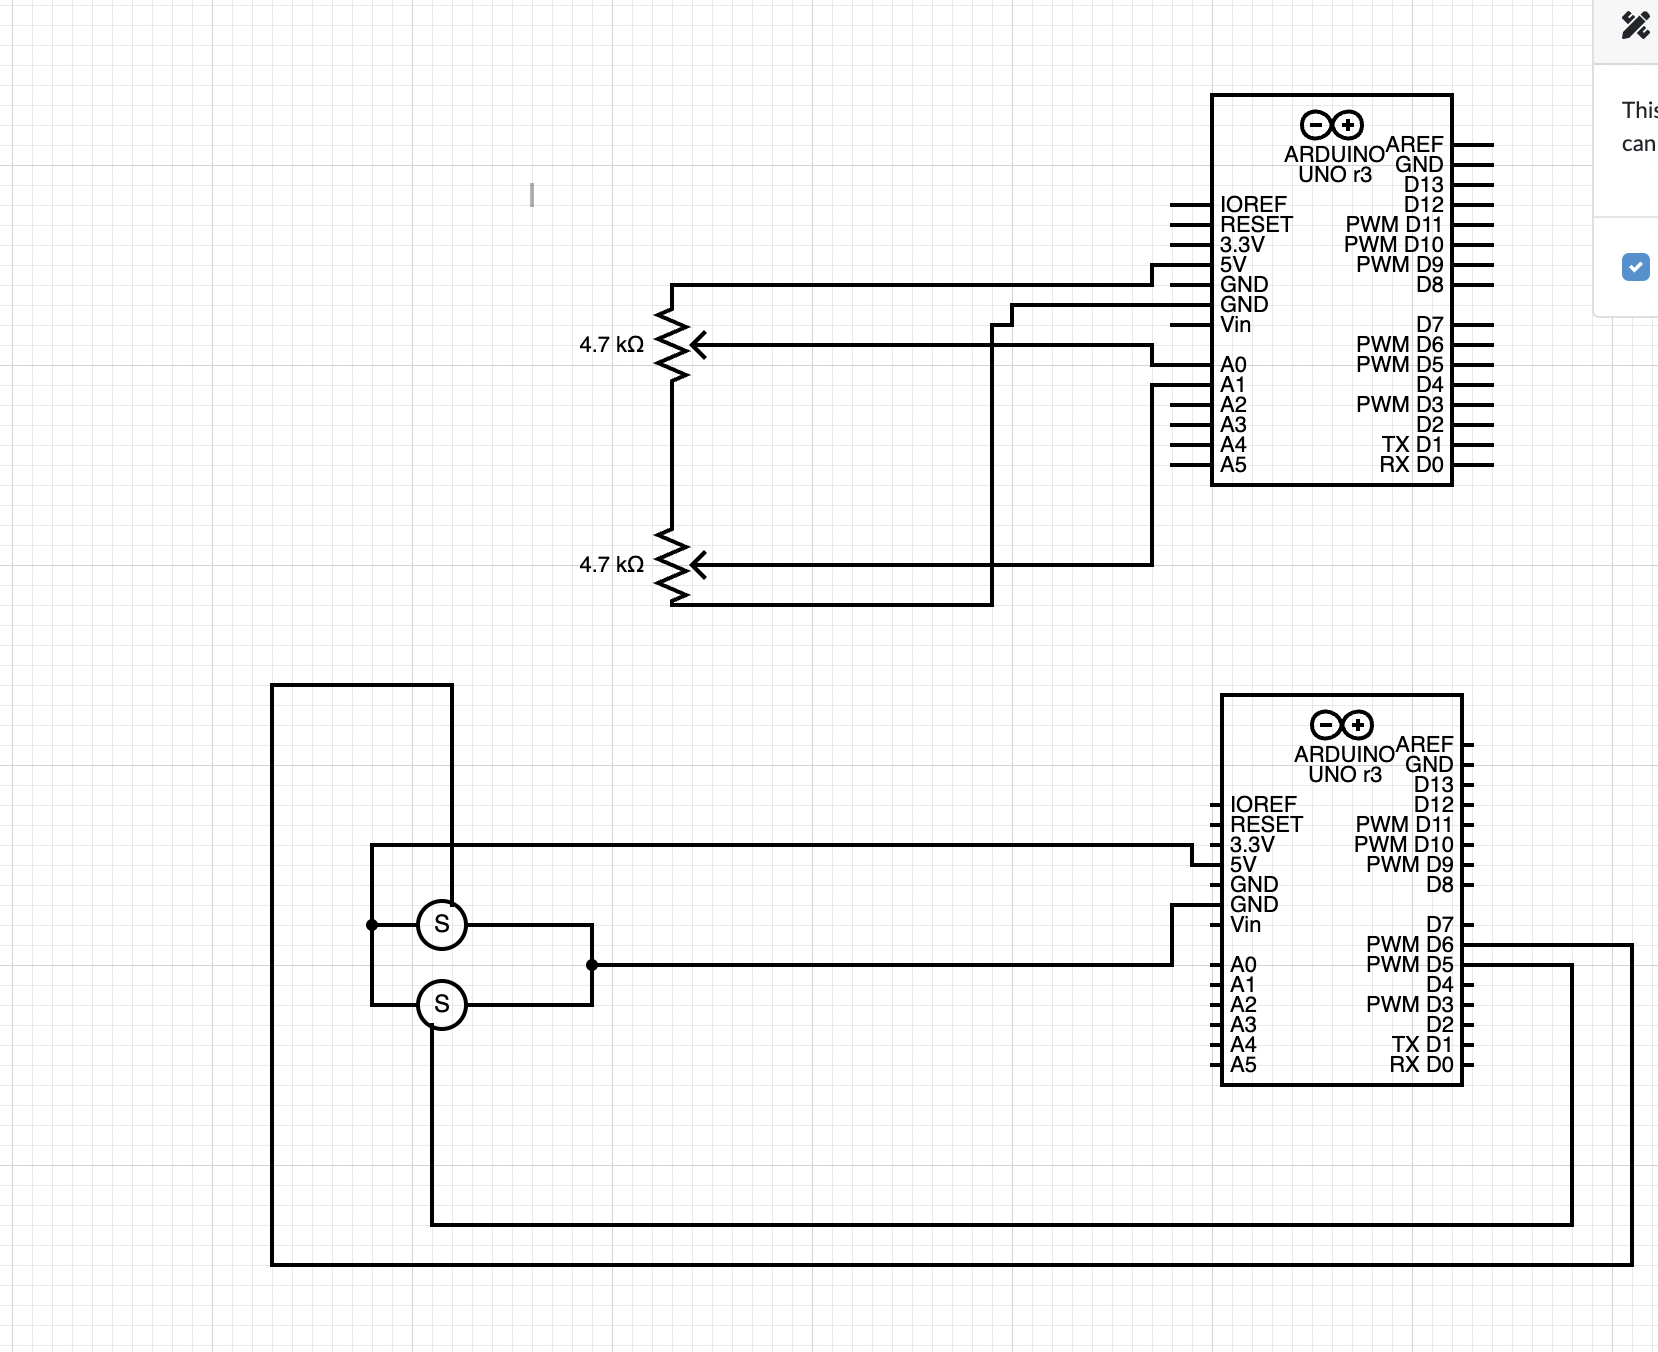 This
can
ARDUINO
UNO r3
AREF
GND
D13
IOREF D12
RESET PWM D11
3.3V PWM D10
5V PWM D9
GND D8
GND
Vin D7
PWM D6
A0 PWM D5
A1 D4
A2 PWM D3
A3 D2
A4 TX D1
A5 RX D0
4.7 kΩ
4.7 kΩ
ARDUINO
UNO r3
AREF
GND
D13
IOREF D12
RESET PWM D11
3.3V PWM D10
5V PWM D9
GND D8
GND
Vin D7
PWM D6
A0 PWM D5
A1 D4
A2 PWM D3
A3 D2
A4 TX D1
A5 RX D0
S
S